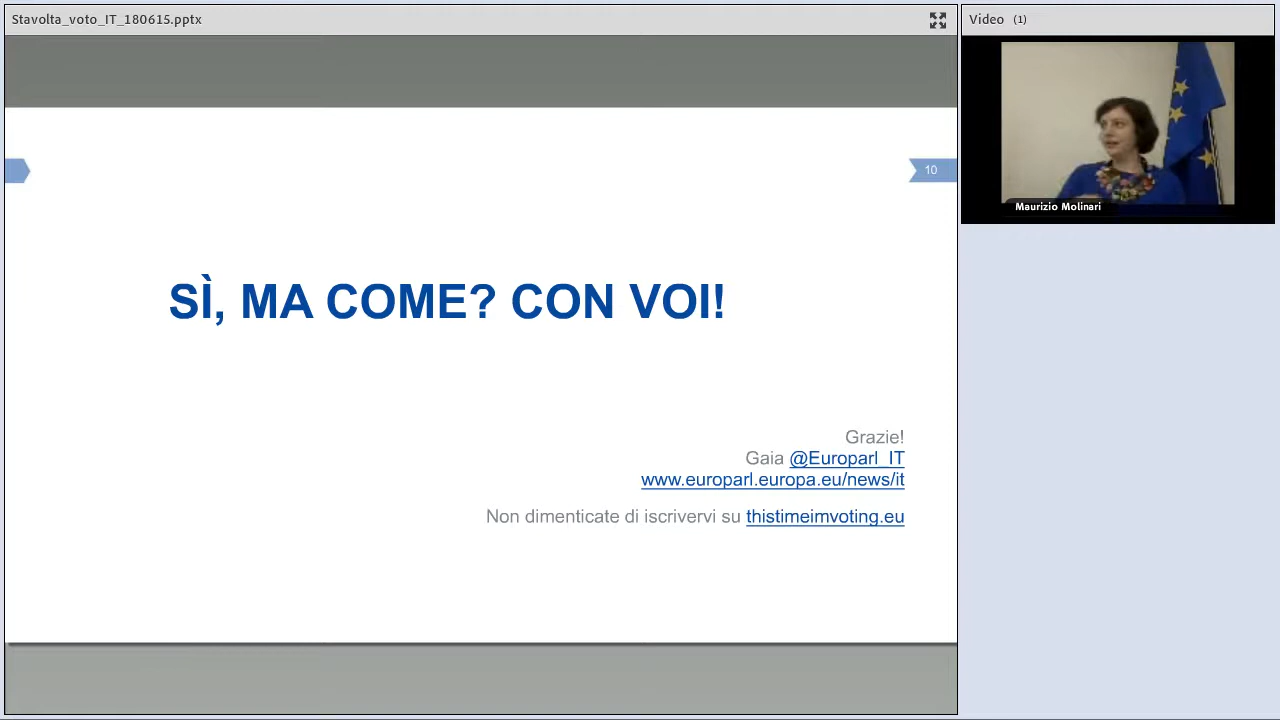 Stavolta_voto_IT_180615.pptx
Video (1)
Maurizio Molinari
10
SÌ, MA COME? CON VOI!
Grazie!
Gaia @Europarl_IT
www.europarl.europa.eu/news/it
Non dimenticate di iscrivervi su thistimeimvoting.eu